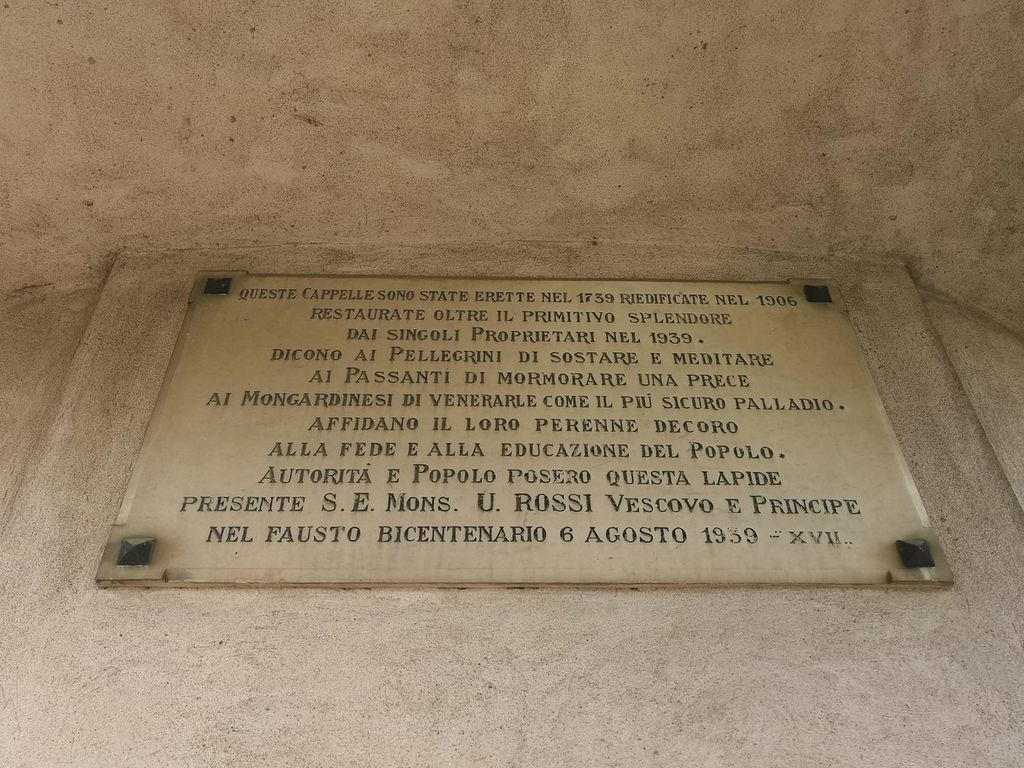 QUESTE CAPPELLE SONO STATE ERETTE NEL 1739 RIEDIFICATE NEL 1906
RESTAURATE OLTRE IL PRIMITIVO SPLENDORE
DAI SINGOLI PROPRIETARI NEL 1939.
DICONO AI PELLEGRINI DI SOSTARE E MEDITARE
AI PASSANTI DI MORMORARE UNA PRECE
AI MONGARDINESI DI VENERARLE COME IL PIÚ SICURO PALLADIO.
AFFIDANO IL LORO PERENNE DECORO
ALLA FEDE E ALLA EDUCAZIONE DEL POPOLO.
AUTORITÀ E POPOLO POSERO QUESTA LAPIDE
PRESENTE S. E. MONS. U. ROSSI VESCOVO E PRINCIPE
NEL FAUSTO BICENTENARIO 6 AGOSTO 1939 - XVII.